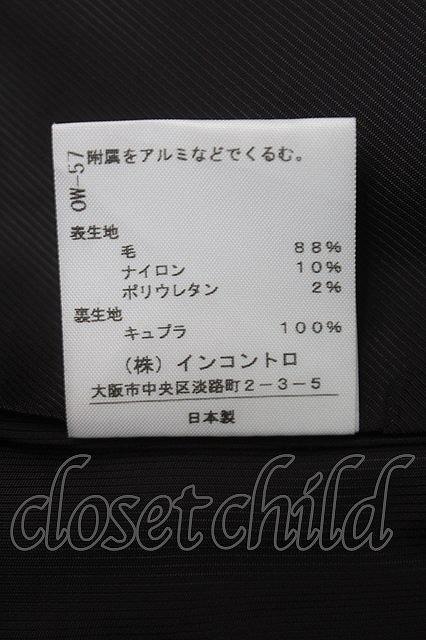 OW-57
附属をアルミなどでくるむ。
表生地
毛 88%
ナイロン 10%
ポリウレタン 2%
裏生地
キュプラ 100%
(株)インコントロ
大阪市中央区淡路町2-3-5
日本製
closetchild